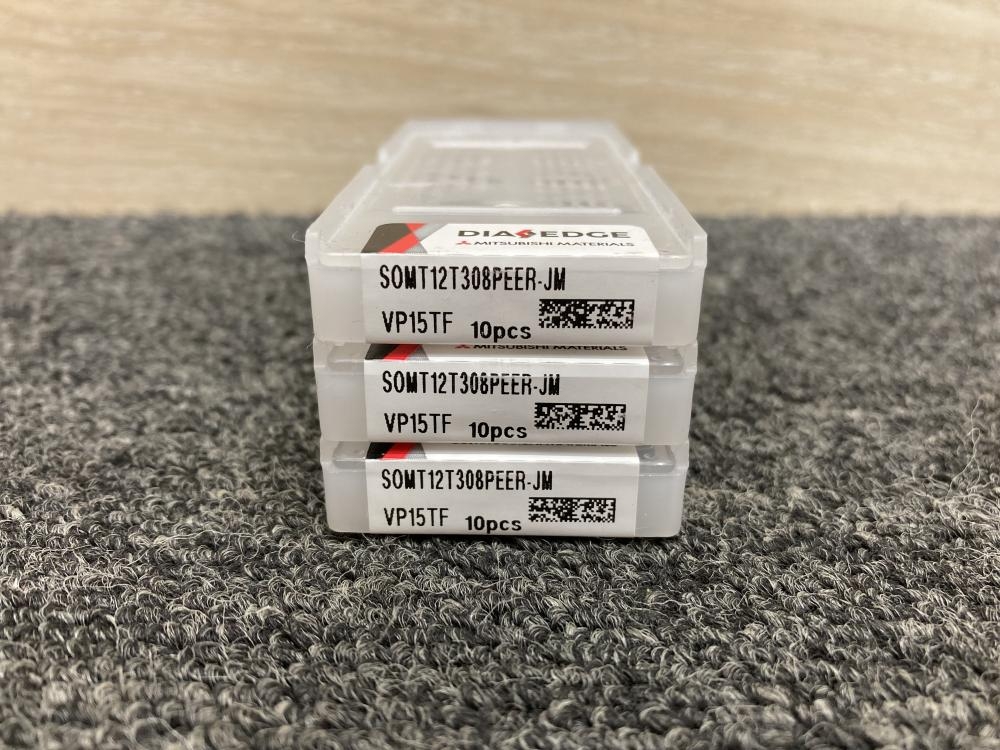 DIAEDGE
MITSUBISHI MATERIALS
SOMT12T308PEER-JM
VP15TF 10pcs
MITSUBISHI MATERIALS
SOMT12T308PEER-JM
VP15TF 10pcs
SOMT12T308PEER-JM
VP15TF 10pcs